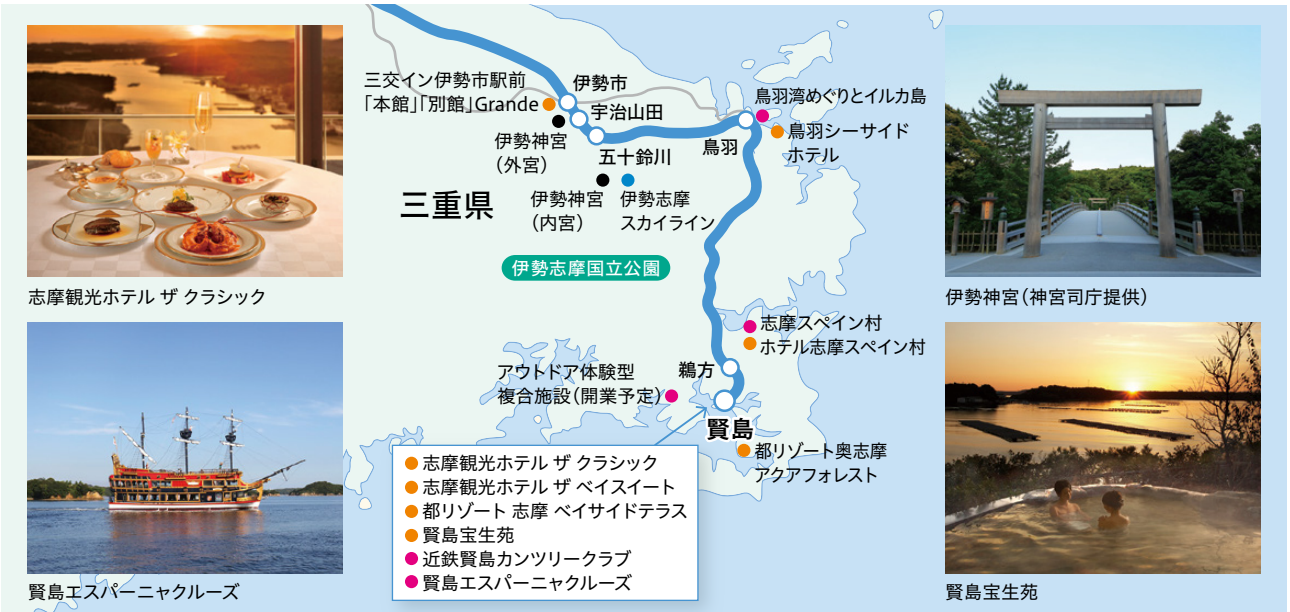 志摩観光ホテル ザ クラシック
賢島エスパーニャクルーズ
三交イン伊勢市駅前
「本館」「別館」Grande
伊勢市
宇治山田
伊勢神宮
（外宮）
五十鈴川
伊勢神宮
（内宮）
伊勢志摩
スカイライン
三重県
伊勢志摩国立公園
鳥羽湾めぐりとイルカ島
鳥羽
鳥羽シーサイド
ホテル
志摩スペイン村
ホテル志摩スペイン村
鵜方
アウトドア体験型
複合施設（開業予定）
賢島
都リゾート奥志摩
アクアフォレスト
志摩観光ホテル ザ クラシック
志摩観光ホテル ザ ベイスイート
都リゾート 志摩 ベイサイドテラス
賢島宝生苑
近鉄賢島カンツリークラブ
賢島エスパーニャクルーズ
伊勢神宮（神宮司庁提供）
賢島宝生苑